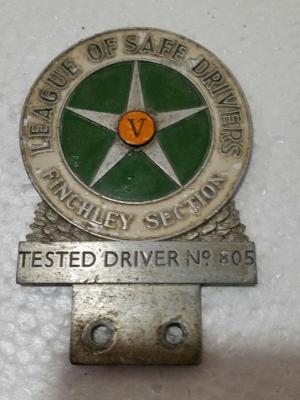 LEAGUE OF SAFE DRIVERS
V
FINCHLEY SECTION
TESTED DRIVER Nº 805